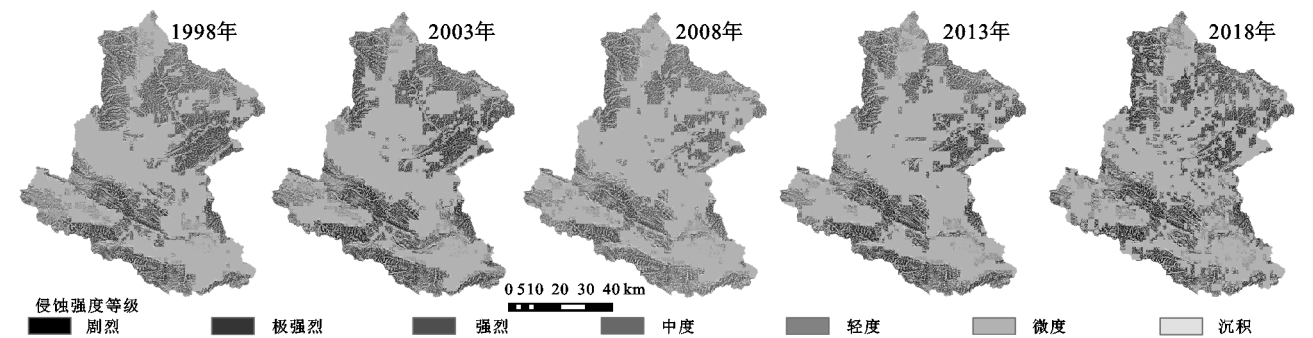 1998年 2003年 2008年 2013年 2018年
0 510 20 30 40 km
侵蚀强度等级
剧烈 极强烈 强烈 中度 轻度 微度 沉积